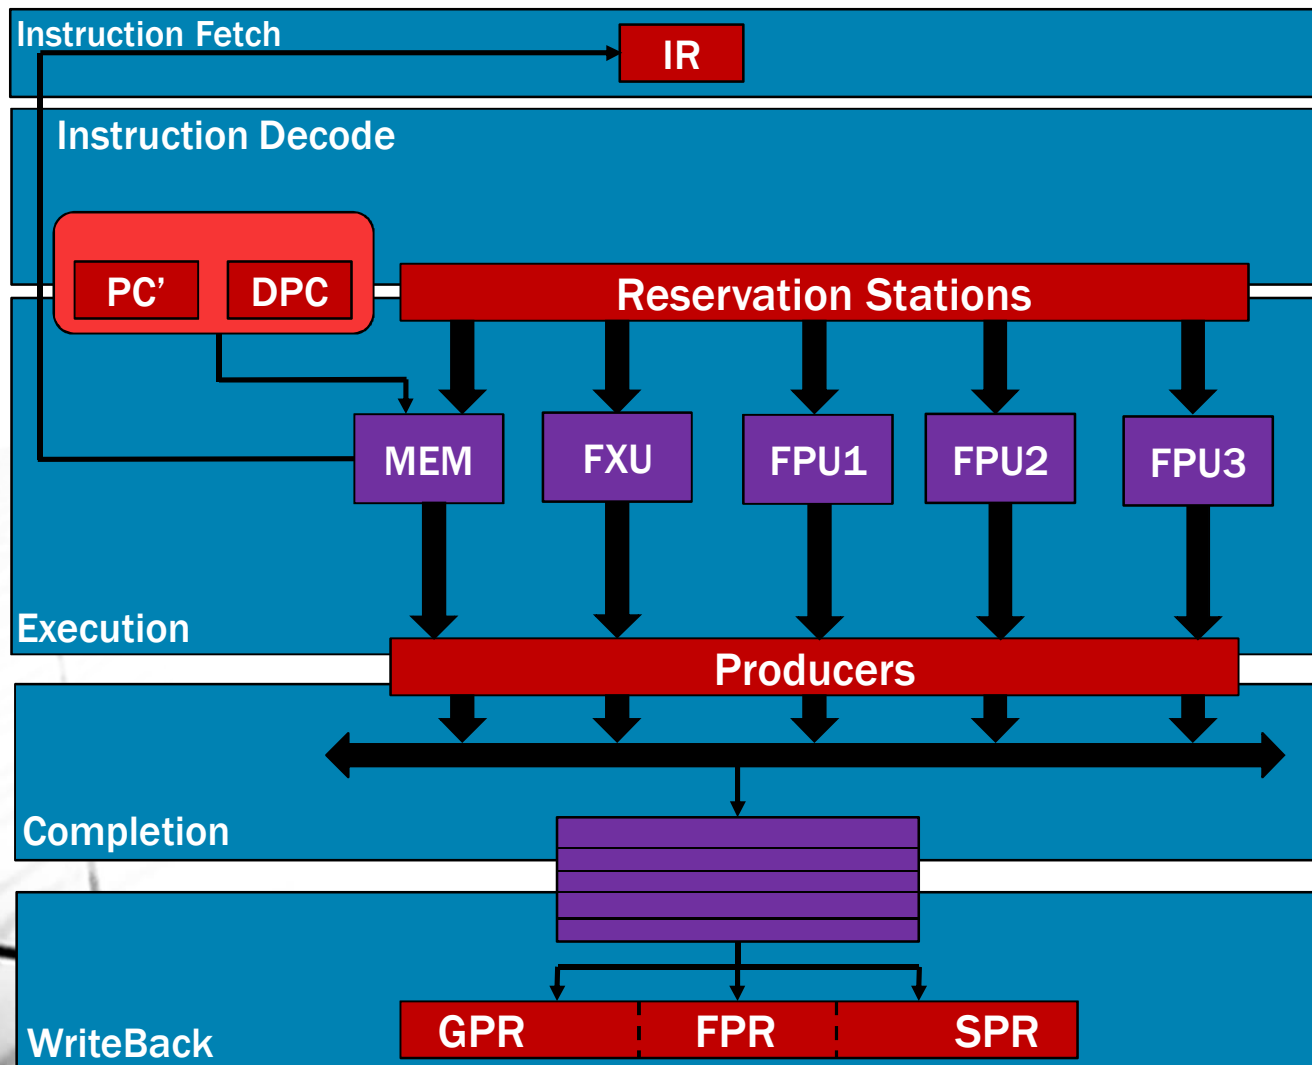 Instruction Fetch
IR
Instruction Decode
PC’
DPC
Reservation Stations
MEM
FXU
FPU1
FPU2
FPU3
Execution
Producers
Completion
GPR
FPR
SPR
WriteBack